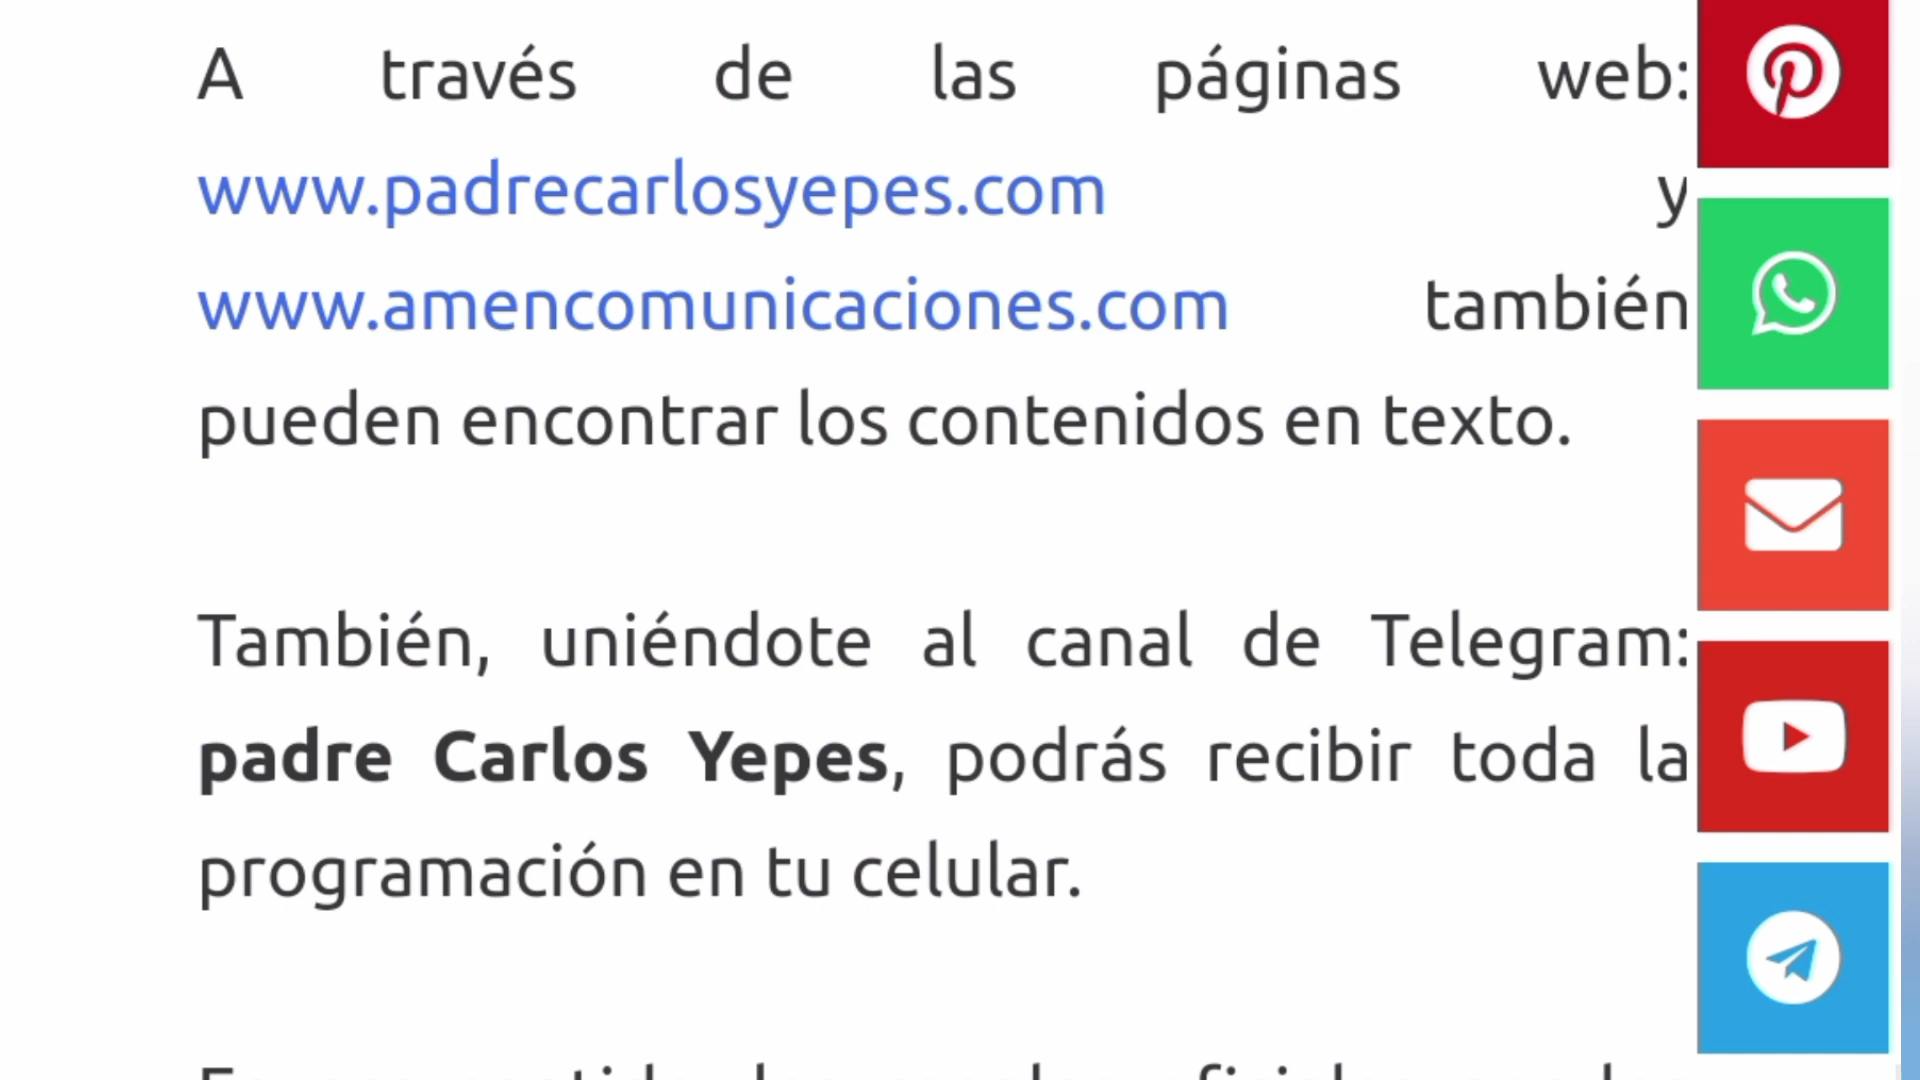 A través de las páginas web:
www.padrecarlosyepes.com y
www.amencomunicaciones.com también
pueden encontrar los contenidos en texto.
También, uniéndote al canal de Telegram:
padre Carlos Yepes, podrás recibir toda la
programación en tu celular.